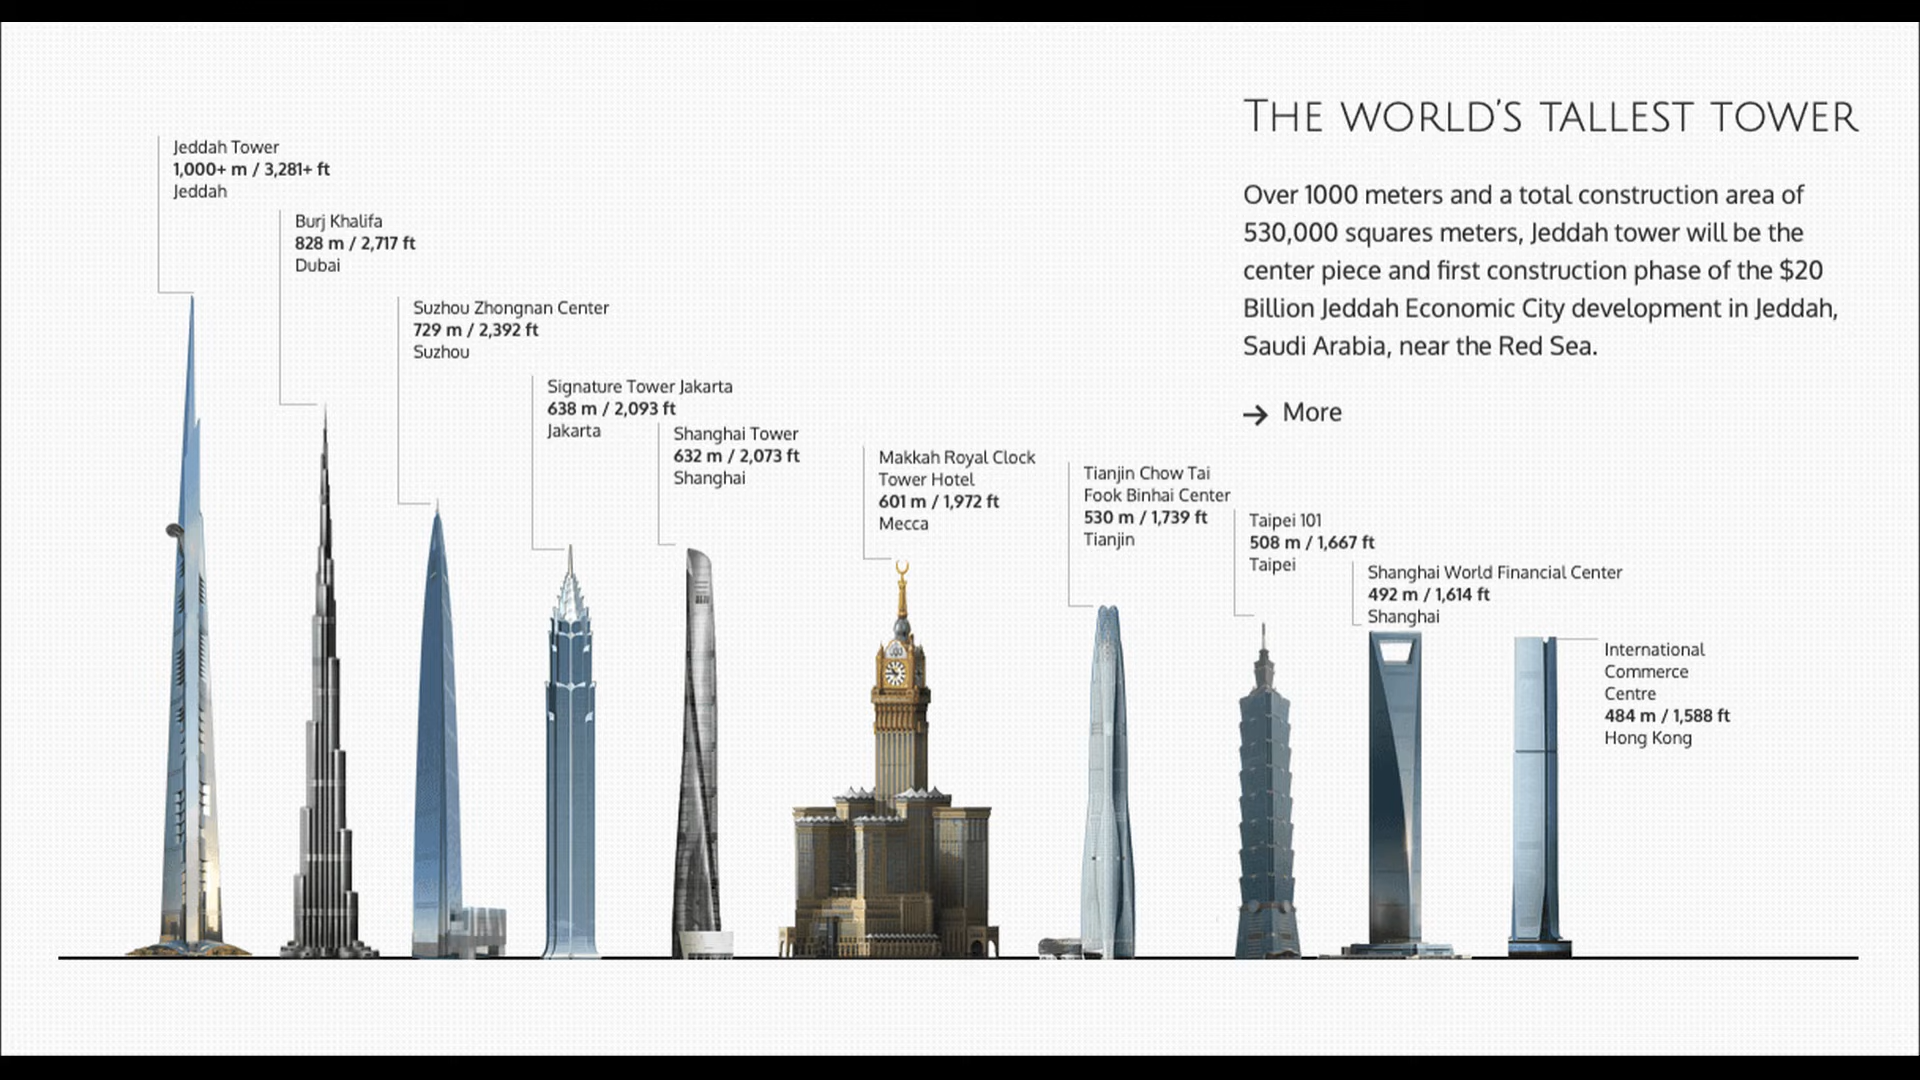 THE WORLD'S TALLEST TOWER
Over 1000 meters and a total construction area of
530,000 squares meters, Jeddah tower will be the
center piece and first construction phase of the $20
Billion Jeddah Economic City development in Jeddah,
Saudi Arabia, near the Red Sea.
→ More
Jeddah Tower
1,000+ m / 3,281+ ft
Jeddah
Burj Khalifa
828 m / 2,717 ft
Dubai
Suzhou Zhongnan Center
729 m / 2,392 ft
Suzhou
Signature Tower Jakarta
638 m / 2,093 ft
Jakarta
Shanghai Tower
632 m / 2,073 ft
Shanghai
Makkah Royal Clock
Tower Hotel
601 m / 1,972 ft
Mecca
Tianjin Chow Tai
Fook Binhai Center
530 m / 1,739 ft
Tianjin
Taipei 101
508 m / 1,667 ft
Taipei
Shanghai World Financial Center
492 m / 1,614 ft
Shanghai
International
Commerce
Centre
484 m / 1,588 ft
Hong Kong